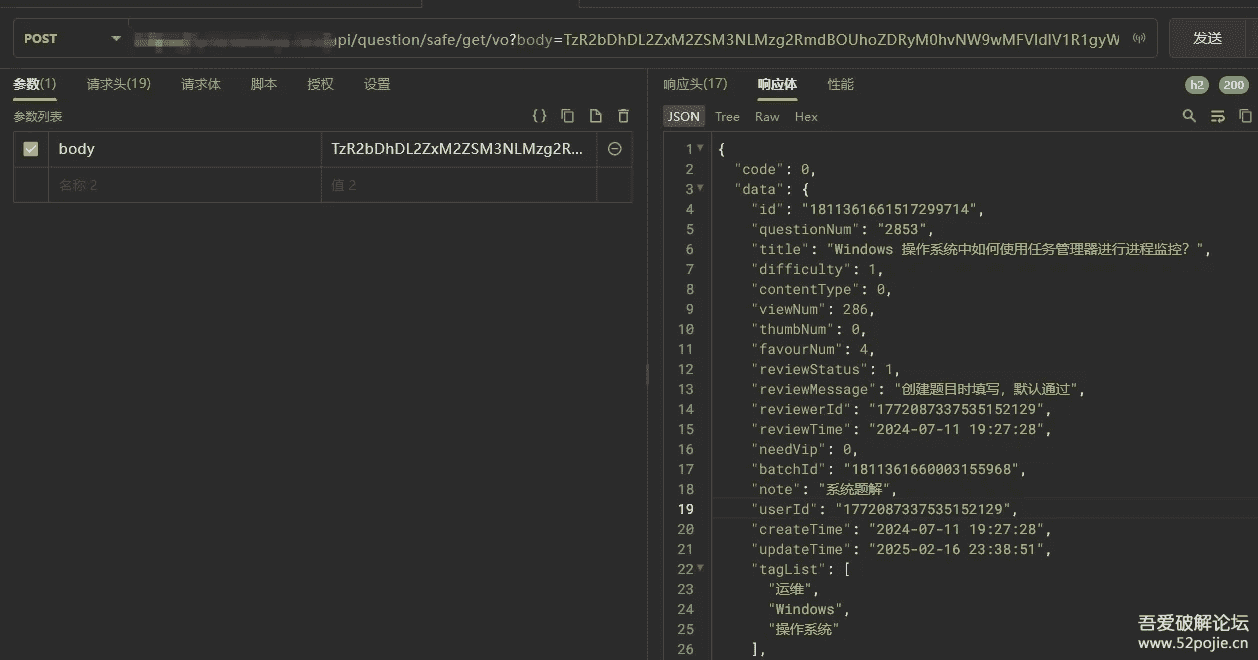 POST
pi/question/safe/get/vo?body=TzR2bDhDL2ZxM2ZSM3NLMzg2RmdBOUhoZDRyM0hvNW9wMFVIdlV1R1gyW
发送
参数(1) 请求头(19) 请求体 脚本 授权 设置
参数列表
body TzR2bDhDL2ZxM2ZSM3NLMzg2R...
名称 2 值 2
响应头(17) 响应体 性能 h2 200
JSON Tree Raw Hex
1 {
2 "code": 0,
3 "data": {
4 "id": "1811361661517299714",
5 "questionNum": "2853",
6 "title": "Windows 操作系统中如何使用任务管理器进行进程监控？",
7 "difficulty": 1,
8 "contentType": 0,
9 "viewNum": 286,
10 "thumbNum": 0,
11 "favourNum": 4,
12 "reviewStatus": 1,
13 "reviewMessage": "创建题目时填写，默认通过",
14 "reviewerId": "1772087337535152129",
15 "reviewTime": "2024-07-11 19:27:28",
16 "needVip": 0,
17 "batchId": "1811361660003155968",
18 "note": "系统题解",
19 "userId": "1772087337535152129",
20 "createTime": "2024-07-11 19:27:28",
21 "updateTime": "2025-02-16 23:38:51",
22 "tagList": [
23 "运维",
24 "Windows",
25 "操作系统"
26 ],
吾爱破解论坛
www.52pojie.cn